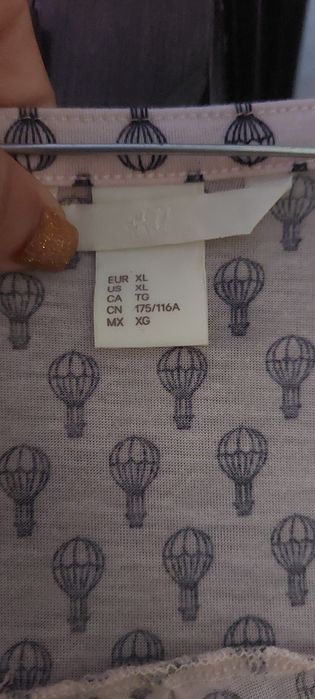 H&M
EUR XL
US XL
CA TG
CN 175/116A
MX XG